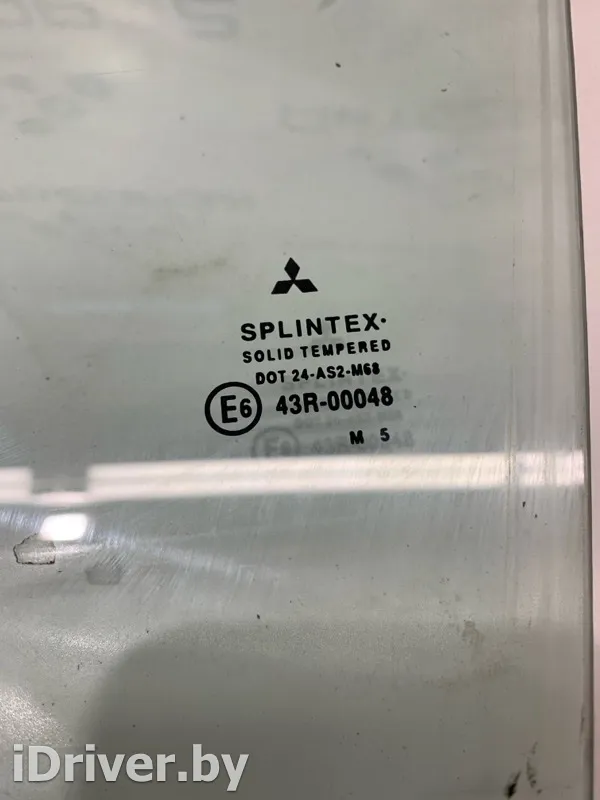 SPLINTEX
SOLID TEMPERED
DOT 24-AS2-M68
E6 43R-00048
M 5
iDriver.by